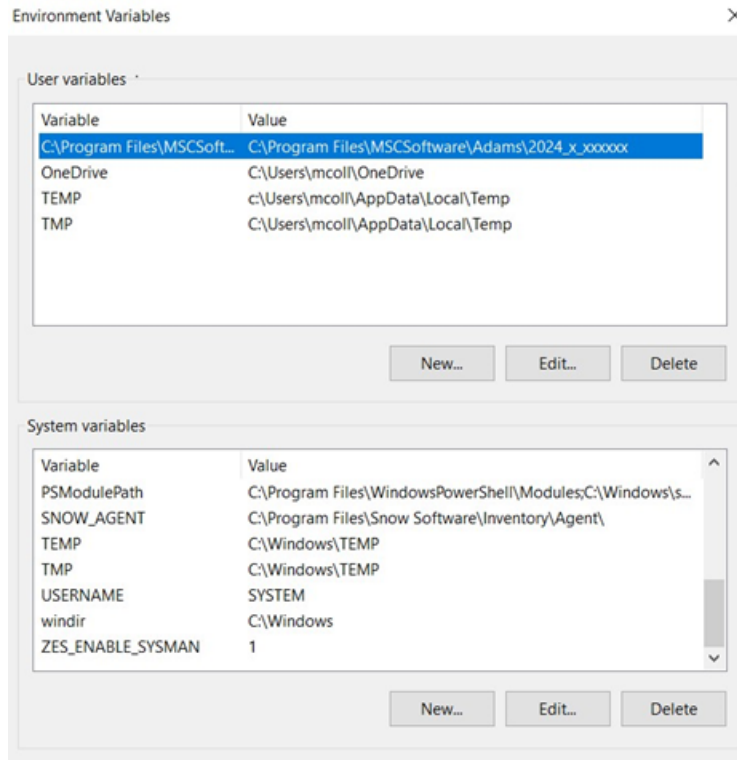 Environment Variables
User variables
Variable Value
C:\Program Files\MSCSoft... C:\Program Files\MSCSoftware\Adams\2024_x_xxxxxx
OneDrive C:\Users\mcoll\OneDrive
TEMP c:\Users\mcoll\AppData\Local\Temp
TMP C:\Users\mcoll\AppData\Local\Temp
New... Edit... Delete
System variables
Variable Value
PSModulePath C:\Program Files\WindowsPowerShell\Modules;C:\Windows\s...
SNOW_AGENT C:\Program Files\Snow Software\Inventory\Agent\
TEMP C:\Windows\TEMP
TMP C:\Windows\TEMP
USERNAME SYSTEM
windir C:\Windows
ZES_ENABLE_SYSMAN 1
New... Edit... Delete